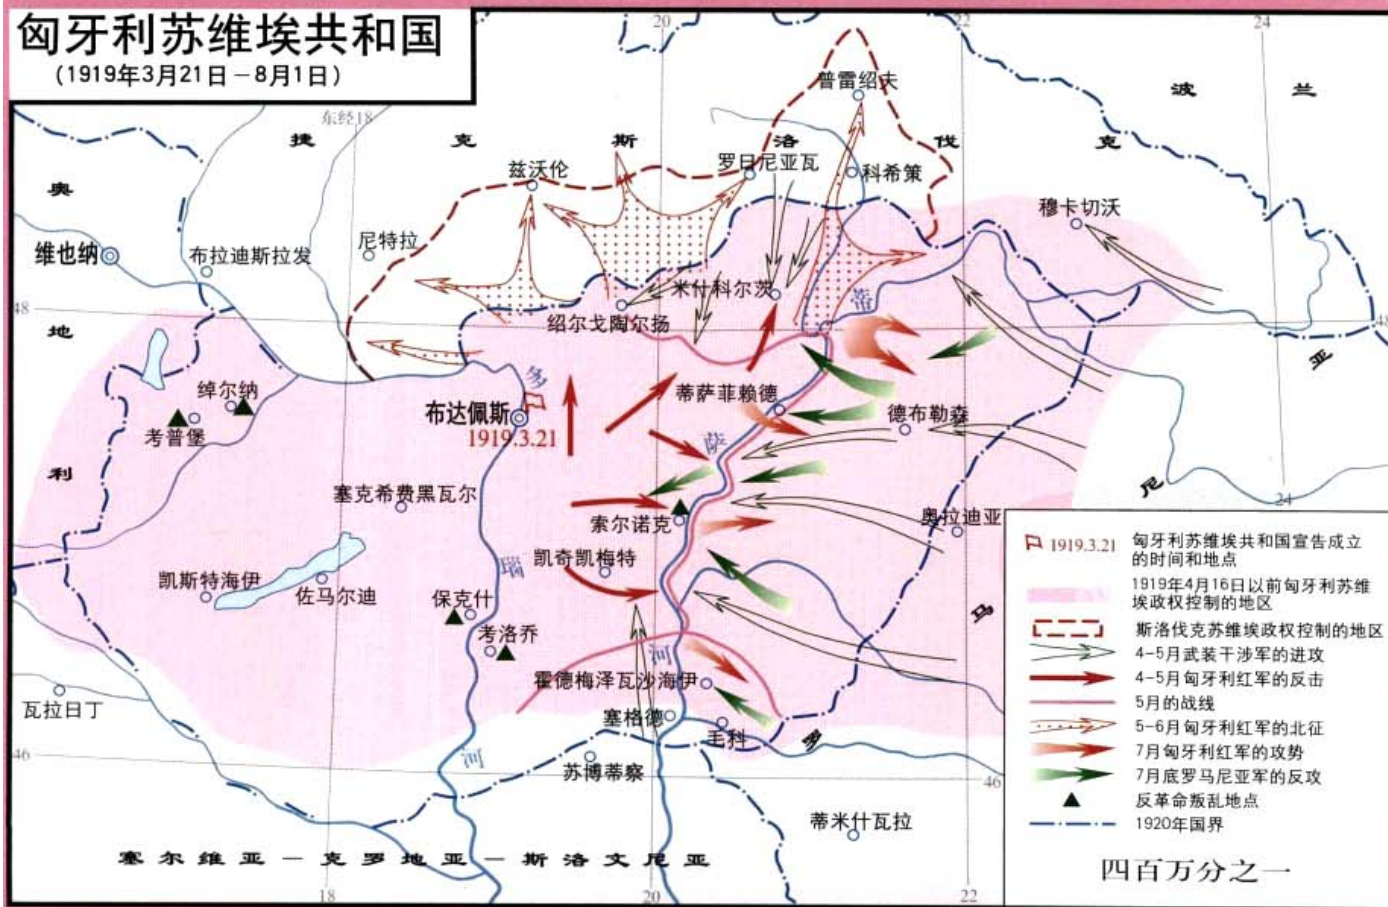 匈牙利苏维埃共和国
(1919年3月21日－8月1日)
20
22
24
东经18
波 兰
捷 克 斯 洛 伐 克
普雷绍夫
兹沃伦
罗日尼亚瓦
科希策
奥
地
利
维也纳
布拉迪斯拉发
尼特拉
穆卡切沃
48
米什科尔茨
蒂
绍尔戈陶尔扬
48
多
绰尔纳
考普堡
布达佩斯
1919.3.21
蒂萨菲赖德
德布勒森
萨
塞克希费黑瓦尔
索尔诺克
奥拉迪亚
24
亚
尼
马
罗
凯奇凯梅特
瑙
凯斯特海伊
佐马尔迪
保克什
考洛乔
河
霍德梅泽瓦沙海伊
瓦拉日丁
塞格德
毛科
46
河
苏博蒂察
46
蒂米什瓦拉
塞尔维亚－克罗地亚－斯洛文尼亚
18
20
22
1919.3.21
匈牙利苏维埃共和国宣告成立
的时间和地点
1919年4月16日以前匈牙利苏维
埃政权控制的地区
斯洛伐克苏维埃政权控制的地区
4-5月武装干涉军的进攻
4-5月匈牙利红军的反击
5月的战线
5-6月匈牙利红军的北征
7月匈牙利红军的攻势
7月底罗马尼亚军的反攻
反革命叛乱地点
1920年国界
四百万分之一